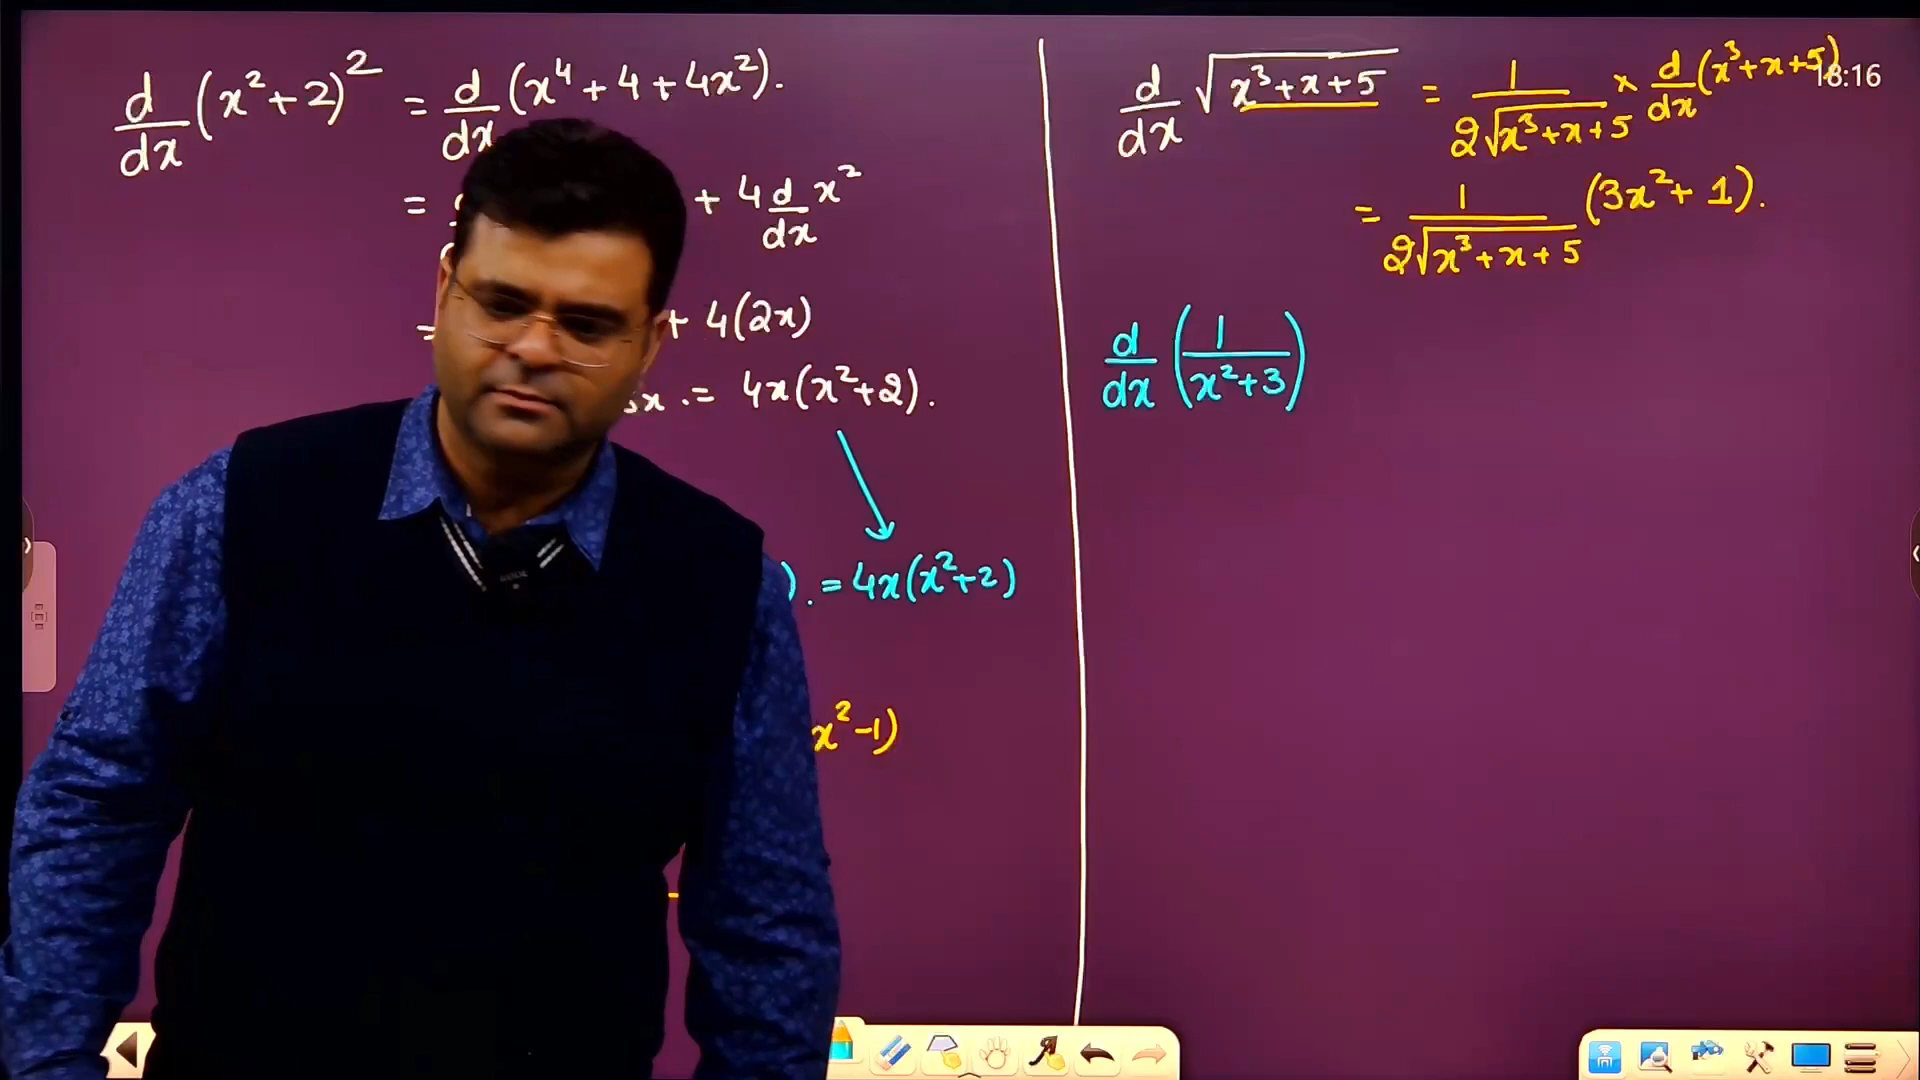 d/dx (x²+2)² = d/dx (x⁴ + 4 + 4x²).
= + 4 d/dx x²
= + 4(2x)
x . = 4x(x²+2).
) . = 4x(x²+2)
x²-1)
d/dx √(x³+x+5) = 1/(2√(x³+x+5)) × d/dx (x³+x+5)
= 1/(2√(x³+x+5)) (3x²+ 1).
d/dx (1/(x²+3))
18:16